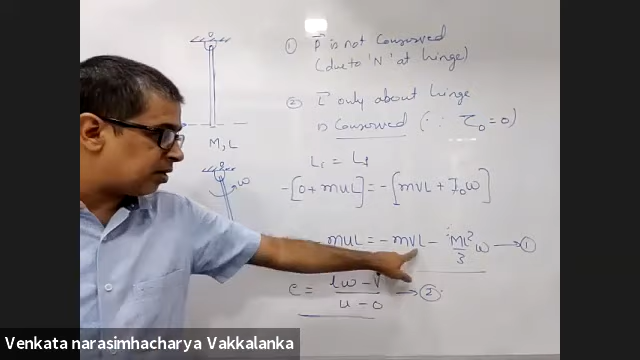 O
① P⃗ is not Conserved
(due to 'N' at hinge)
② L⃗ only about hinge
is Conserved (∵ τ₀ = 0)
M, L
Lᵢ = L_f
-[0 + muL] = -[mvL + I₀ω]
ω
muL = -mvL - ML²/3 ω → ①
e = (lω - v)/(u - 0) → ②
Venkata narasimhacharya Vakkalanka